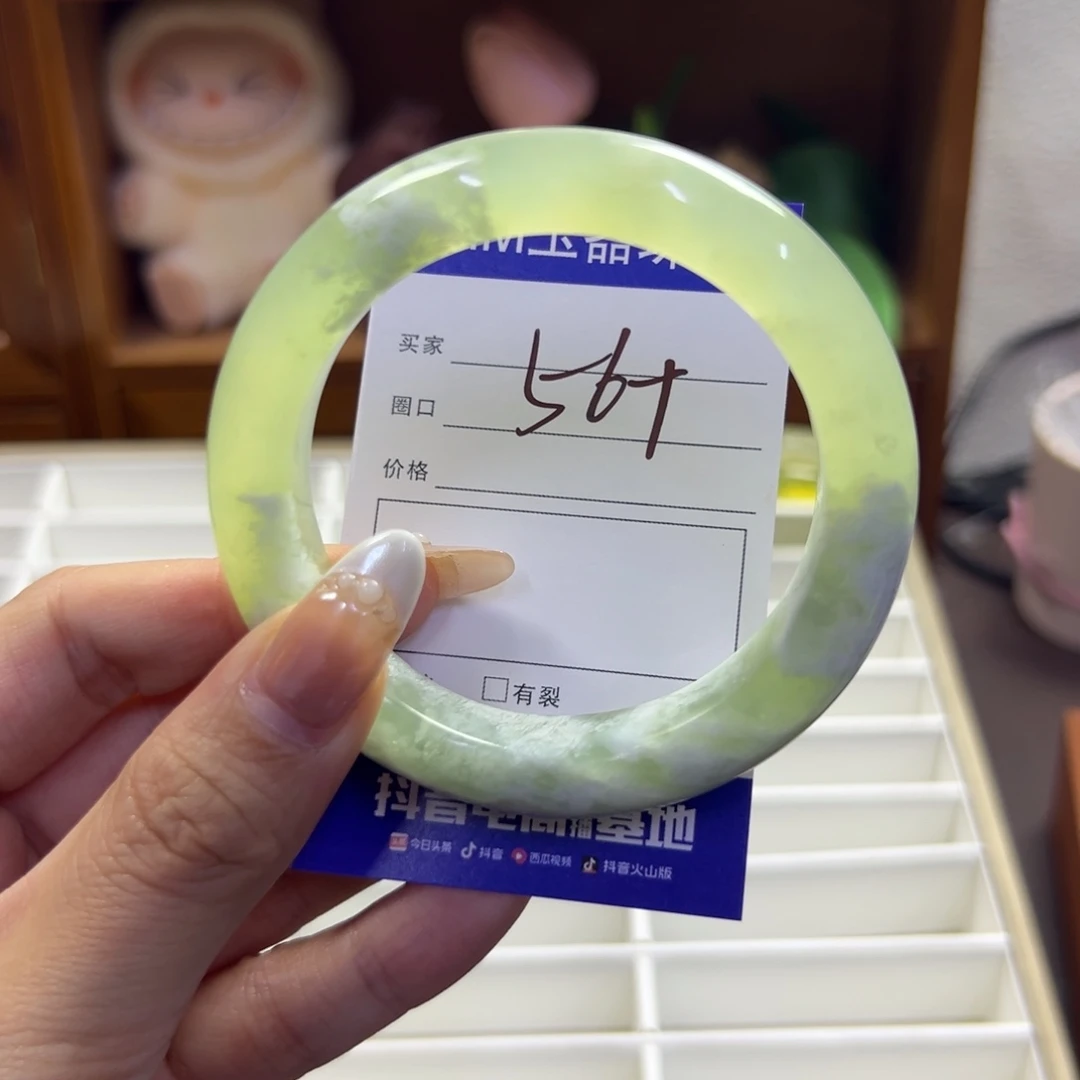 买家
56+
圈口
价格
有裂
抖音电商直播基地
今日头条 抖音 西瓜视频 抖音火山版